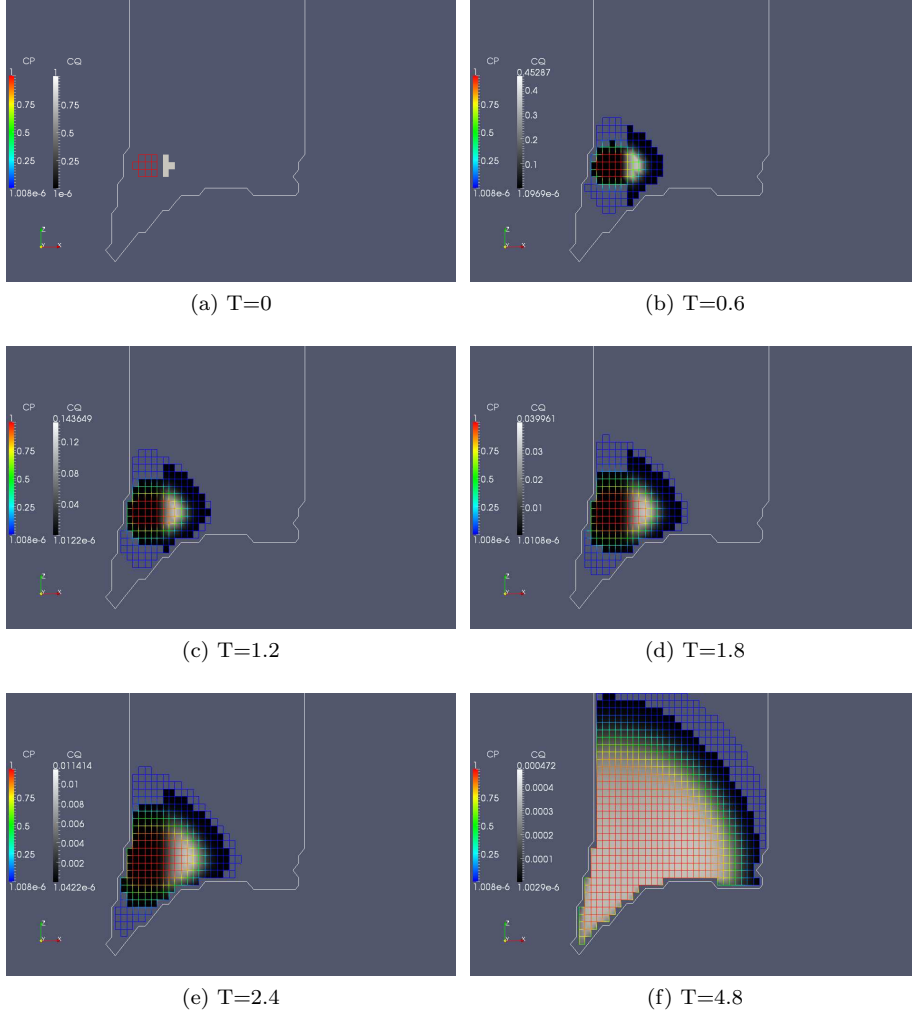 CP CQ
1 1
0.75 0.75
0.5 0.5
0.25 0.25
1.008e-6 1e-6
Z
Y X
(a) T=0
CP CQ
1 0.45287
0.4
0.75
0.3
0.5
0.2
0.25 0.1
1.008e-6 1.0969e-6
Z
Y X
(b) T=0.6
CP CQ
1 0.143649
0.12
0.75
0.08
0.5
0.25 0.04
1.008e-6 1.0122e-6
Z
Y X
(c) T=1.2
CP CQ
1 0.039961
0.75 0.03
0.5 0.02
0.25 0.01
1.008e-6 1.0108e-6
Z
Y X
(d) T=1.8
CP CQ
1 0.011414
0.01
0.75 0.008
0.006
0.5
0.004
0.25 0.002
1.008e-6 1.0422e-6
Z
Y X
(e) T=2.4
CP CQ
1 0.000472
0.0004
0.75
0.0003
0.5
0.0002
0.25 0.0001
1.008e-6 1.0029e-6
Z
Y X
(f) T=4.8